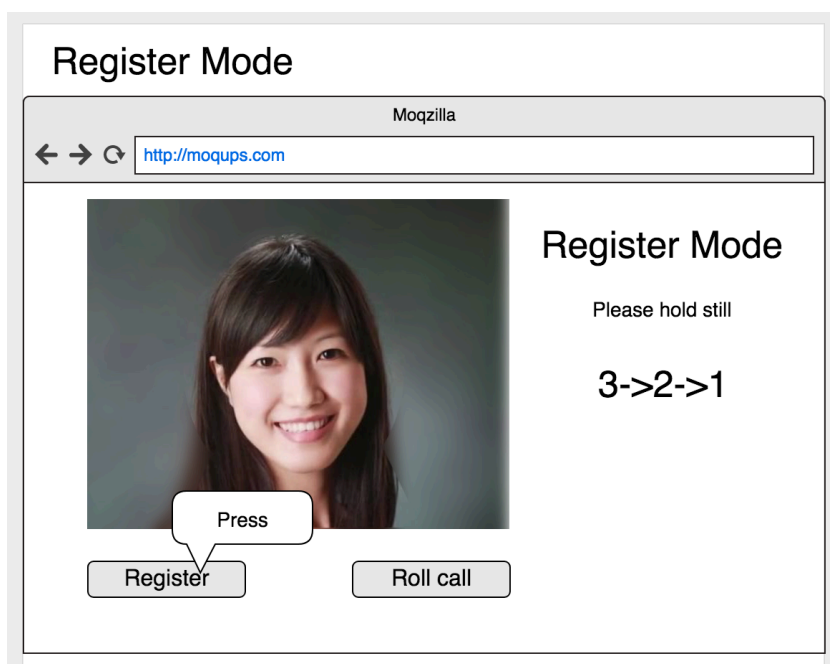 Register Mode
Moqzilla
http://moqups.com
Register Mode
Please hold still
3->2->1
Press
Register
Roll call